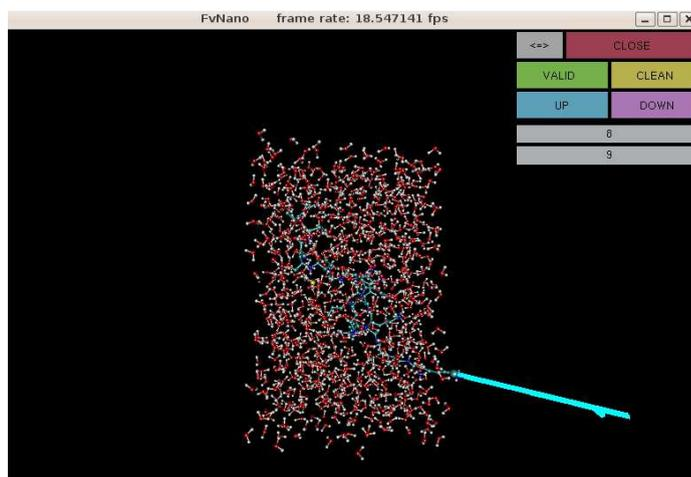 FvNano frame rate: 18.547141 fps
<=> CLOSE
VALID CLEAN
UP DOWN
8
9